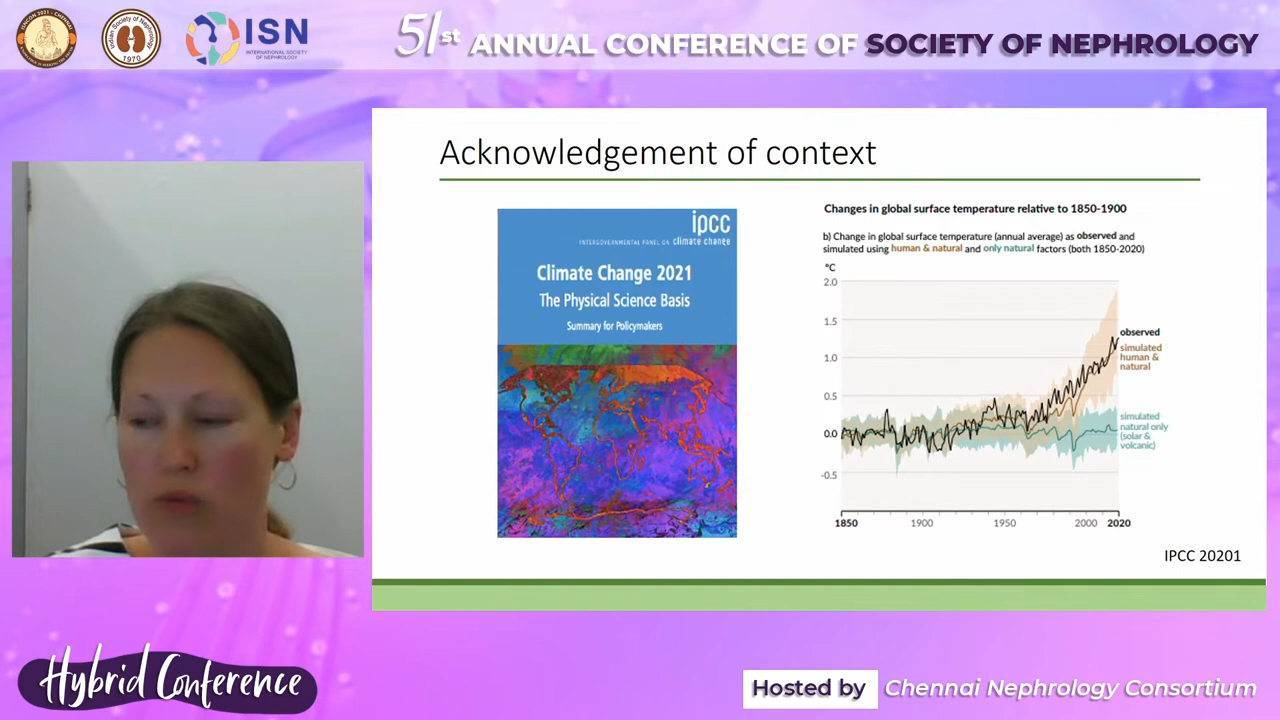 Indian Society of Nephrology
1970
ISN
INTERNATIONAL SOCIETY
OF NEPHROLOGY
51st ANNUAL CONFERENCE OF SOCIETY OF NEPHROLOGY
Acknowledgement of context
ipcc
INTERGOVERNMENTAL PANEL ON climate change
Climate Change 2021
The Physical Science Basis
Summary for Policymakers
Changes in global surface temperature relative to 1850-1900
b) Change in global surface temperature (annual average) as observed and
simulated using human & natural and only natural factors (both 1850-2020)
°C
2.0
1.5
1.0
0.5
0.0
-0.5
observed
simulated
human &
natural
simulated
natural only
(solar &
volcanic)
1850 1900 1950 2000 2020
IPCC 20201
Hybrid Conference
Hosted by Chennai Nephrology Consortium